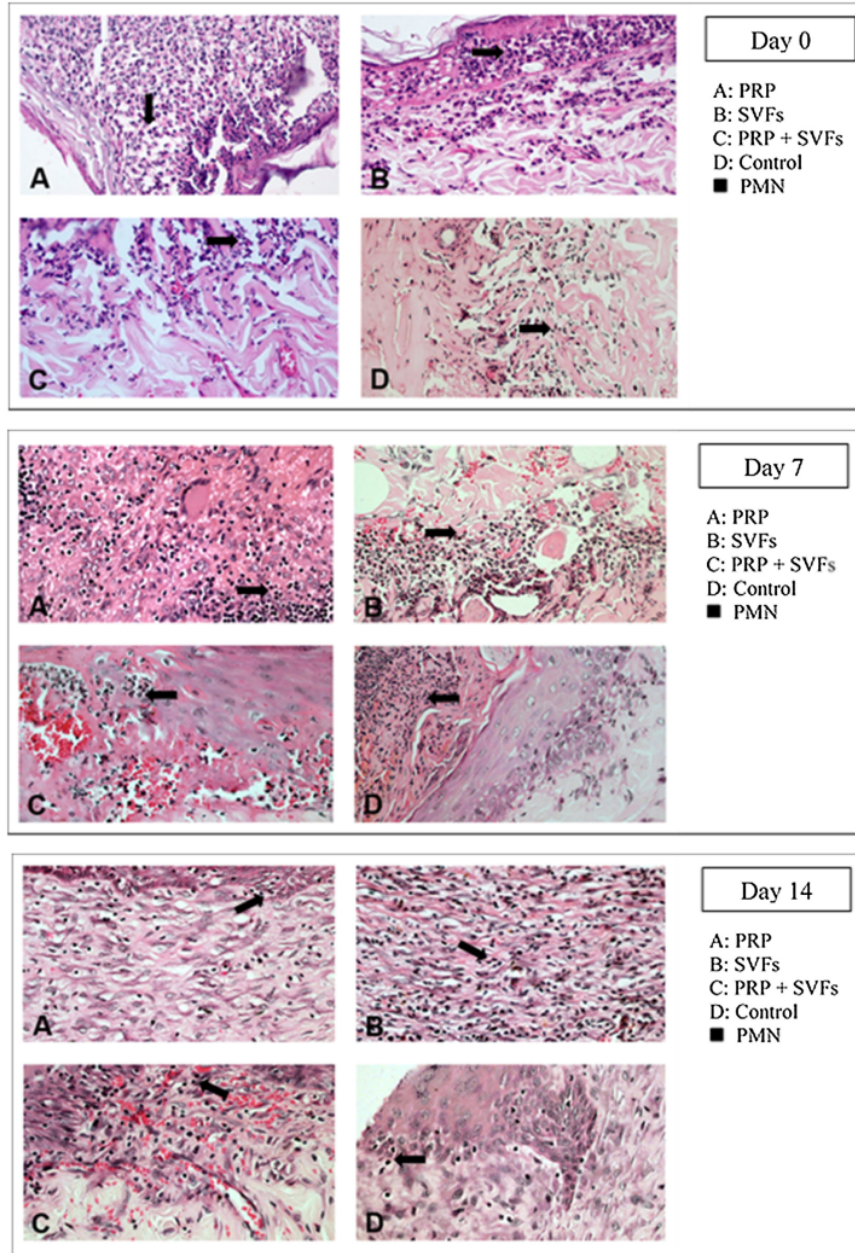 A
B
C
D
Day 0
A: PRP
B: SVFs
C: PRP + SVFs
D: Control
■ PMN
A
B
C
D
Day 7
A: PRP
B: SVFs
C: PRP + SVFs
D: Control
■ PMN
A
B
C
D
Day 14
A: PRP
B: SVFs
C: PRP + SVFs
D: Control
■ PMN